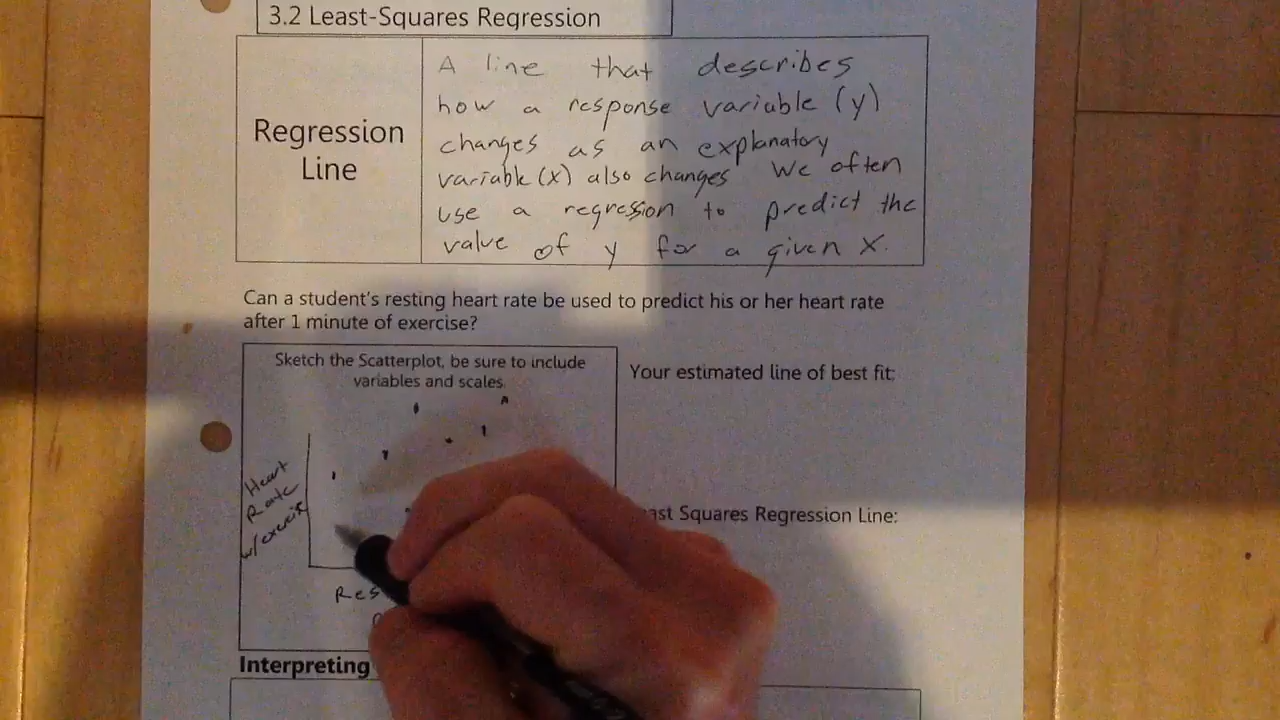 3.2 Least-Squares Regression
Regression
Line
A line that describes
how a response variable (y)
changes as an explanatory
variable (x) also changes We often
use a regression to predict the
value of y for a given x.
Can a student's resting heart rate be used to predict his or her heart rate
after 1 minute of exercise?
Sketch the Scatterplot, be sure to include
variables and scales
Your estimated line of best fit:
Heart
Rate
w/exercise
Squares Regression Line:
Res
Interpreting